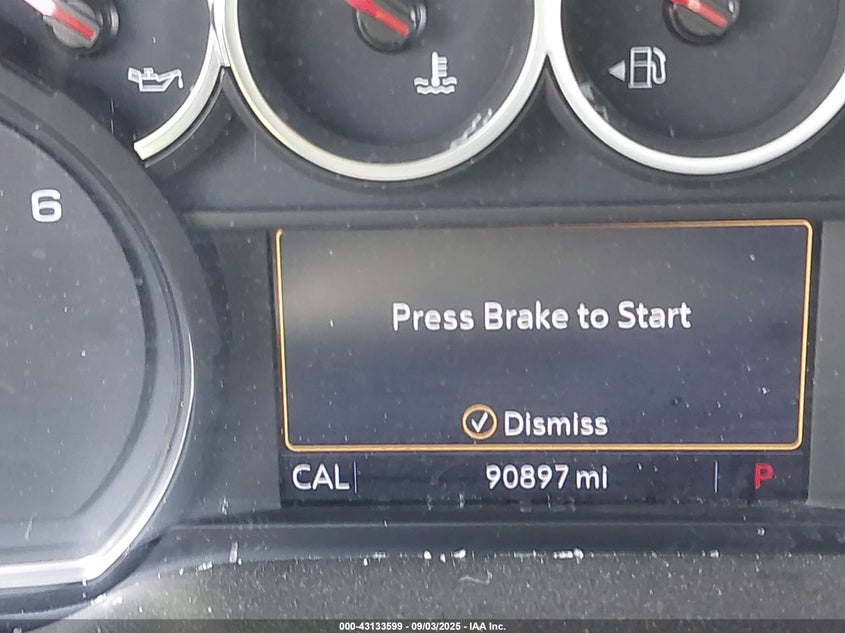 6
Press Brake to Start
Dismiss
CAL 90897 mi P
000-43133599 - 09/03/2025 - IAA Inc.